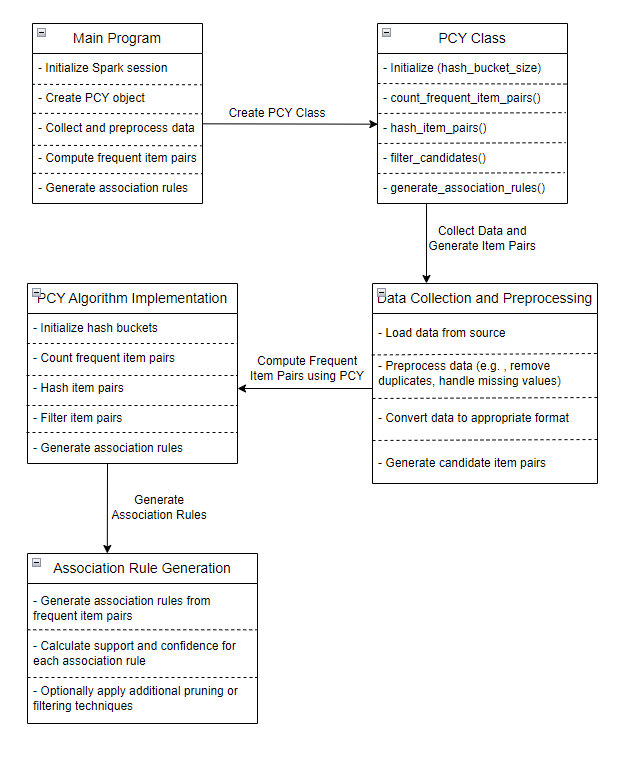 Main Program
- Initialize Spark session
- Create PCY object
- Collect and preprocess data
- Compute frequent item pairs
- Generate association rules
Create PCY Class
PCY Class
- Initialize (hash_bucket_size)
- count_frequent_item_pairs()
- hash_item_pairs()
- filter_candidates()
- generate_association_rules()
Collect Data and
Generate Item Pairs
Data Collection and Preprocessing
- Load data from source
- Preprocess data (e.g. , remove
duplicates, handle missing values)
- Convert data to appropriate format
- Generate candidate item pairs
Compute Frequent
Item Pairs using PCY
PCY Algorithm Implementation
- Initialize hash buckets
- Count frequent item pairs
- Hash item pairs
- Filter item pairs
- Generate association rules
Generate
Association Rules
Association Rule Generation
- Generate association rules from
frequent item pairs
- Calculate support and confidence for
each association rule
- Optionally apply additional pruning or
filtering techniques